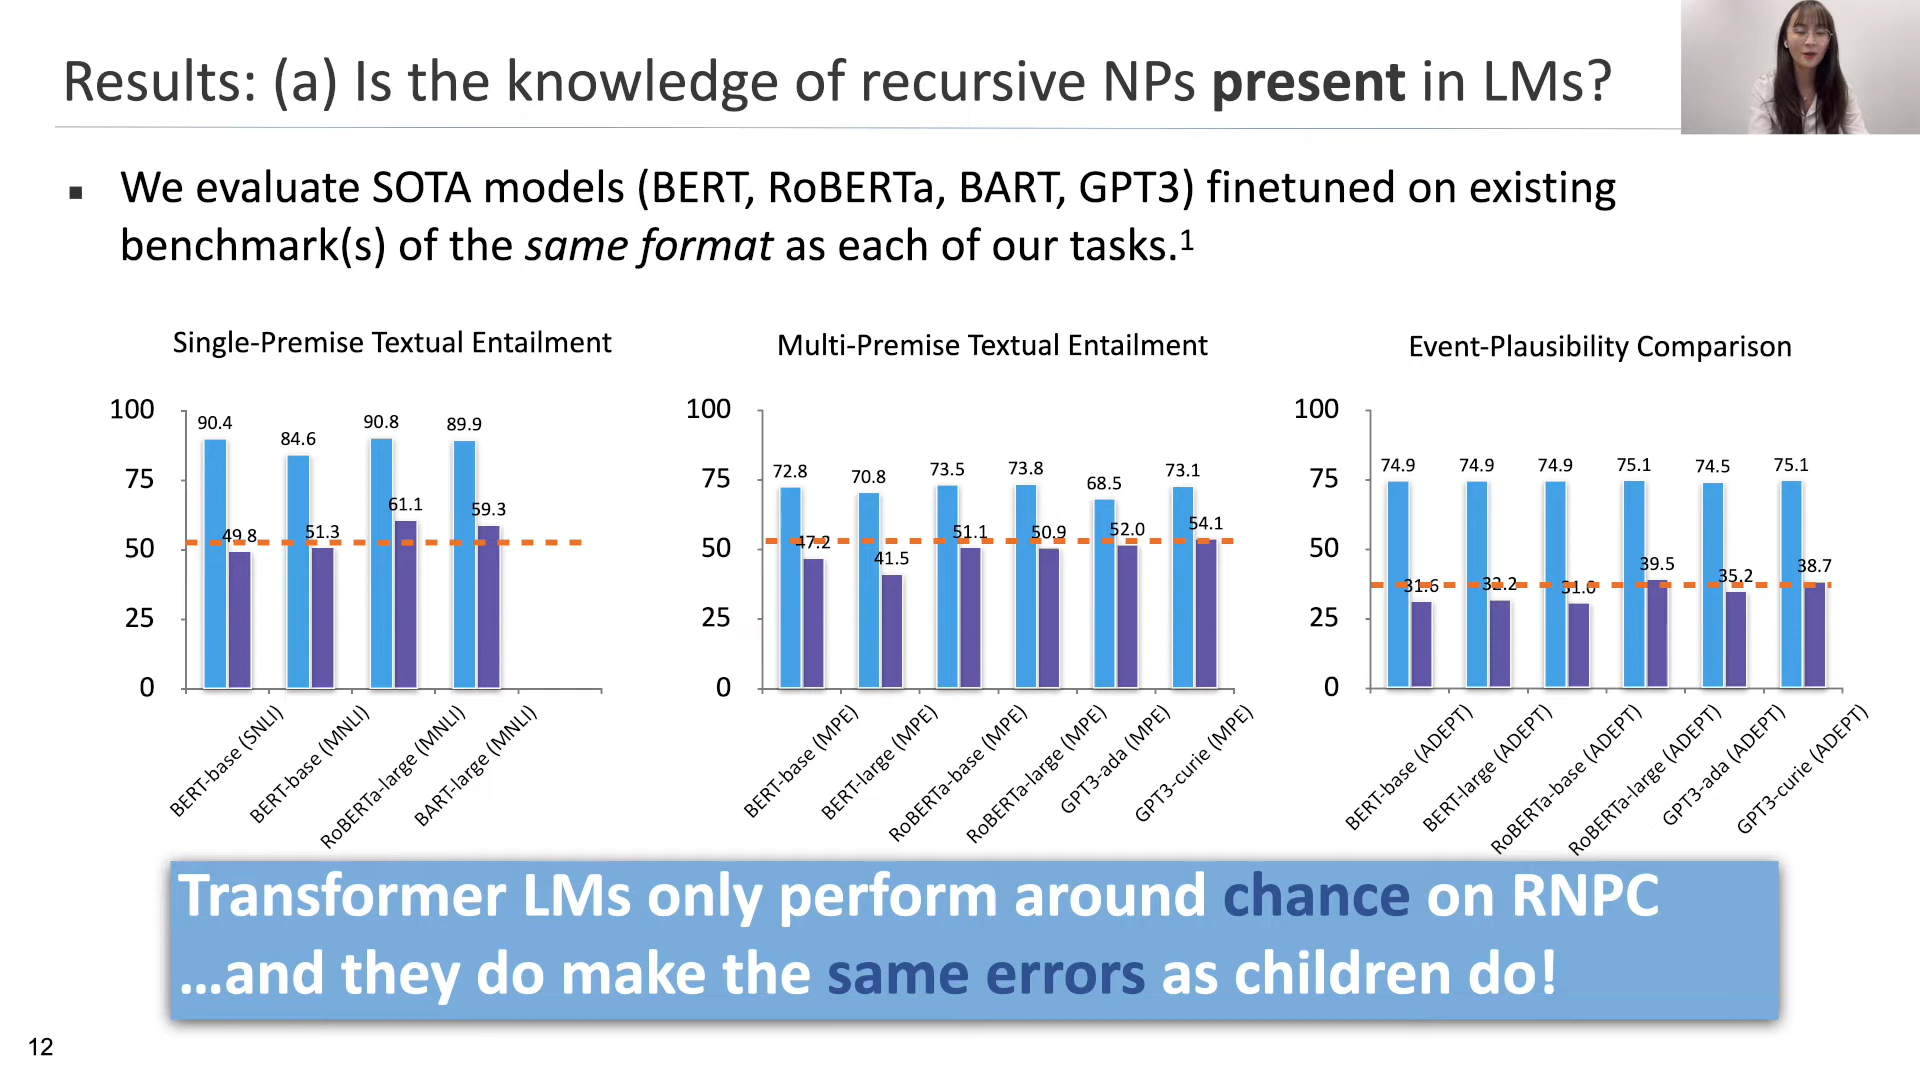 Results: (a) Is the knowledge of recursive NPs present in LMs?
▪ We evaluate SOTA models (BERT, RoBERTa, BART, GPT3) finetuned on existing
benchmark(s) of the same format as each of our tasks.1
Single-Premise Textual Entailment
100
75
50
25
0
90.4
49.8
84.6
51.3
90.8
61.1
89.9
59.3
BERT-base (SNLI)
BERT-base (MNLI)
RoBERTa-large (MNLI)
BART-large (MNLI)
Multi-Premise Textual Entailment
100
75
50
25
0
72.8
47.2
70.8
41.5
73.5
51.1
73.8
50.9
68.5
52.0
73.1
54.1
BERT-base (MPE)
BERT-large (MPE)
RoBERTa-base (MPE)
RoBERTa-large (MPE)
GPT3-ada (MPE)
GPT3-curie (MPE)
Event-Plausibility Comparison
100
75
50
25
0
74.9
31.6
74.9
32.2
74.9
75.1
39.5
74.5
35.2
75.1
38.7
BERT-base (ADEPT)
BERT-large (ADEPT)
RoBERTa-base (ADEPT)
RoBERTa-large (ADEPT)
GPT3-ada (ADEPT)
GPT3-curie (ADEPT)
Transformer LMs only perform around chance on RNPC
...and they do make the same errors as children do!
12